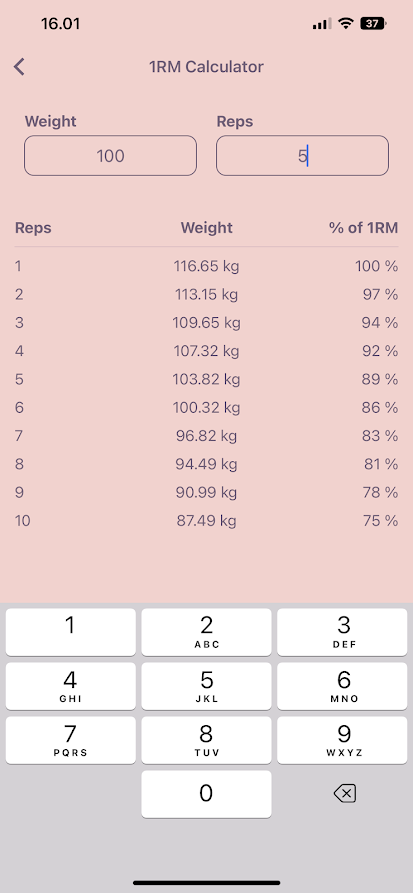 16.01 37
1RM Calculator
Weight Reps
100 5
Reps Weight % of 1RM
1 116.65 kg 100 %
2 113.15 kg 97 %
3 109.65 kg 94 %
4 107.32 kg 92 %
5 103.82 kg 89 %
6 100.32 kg 86 %
7 96.82 kg 83 %
8 94.49 kg 81 %
9 90.99 kg 78 %
10 87.49 kg 75 %
1 2 3
ABC DEF
4 5 6
GHI JKL MNO
7 8 9
PQRS TUV WXYZ
0